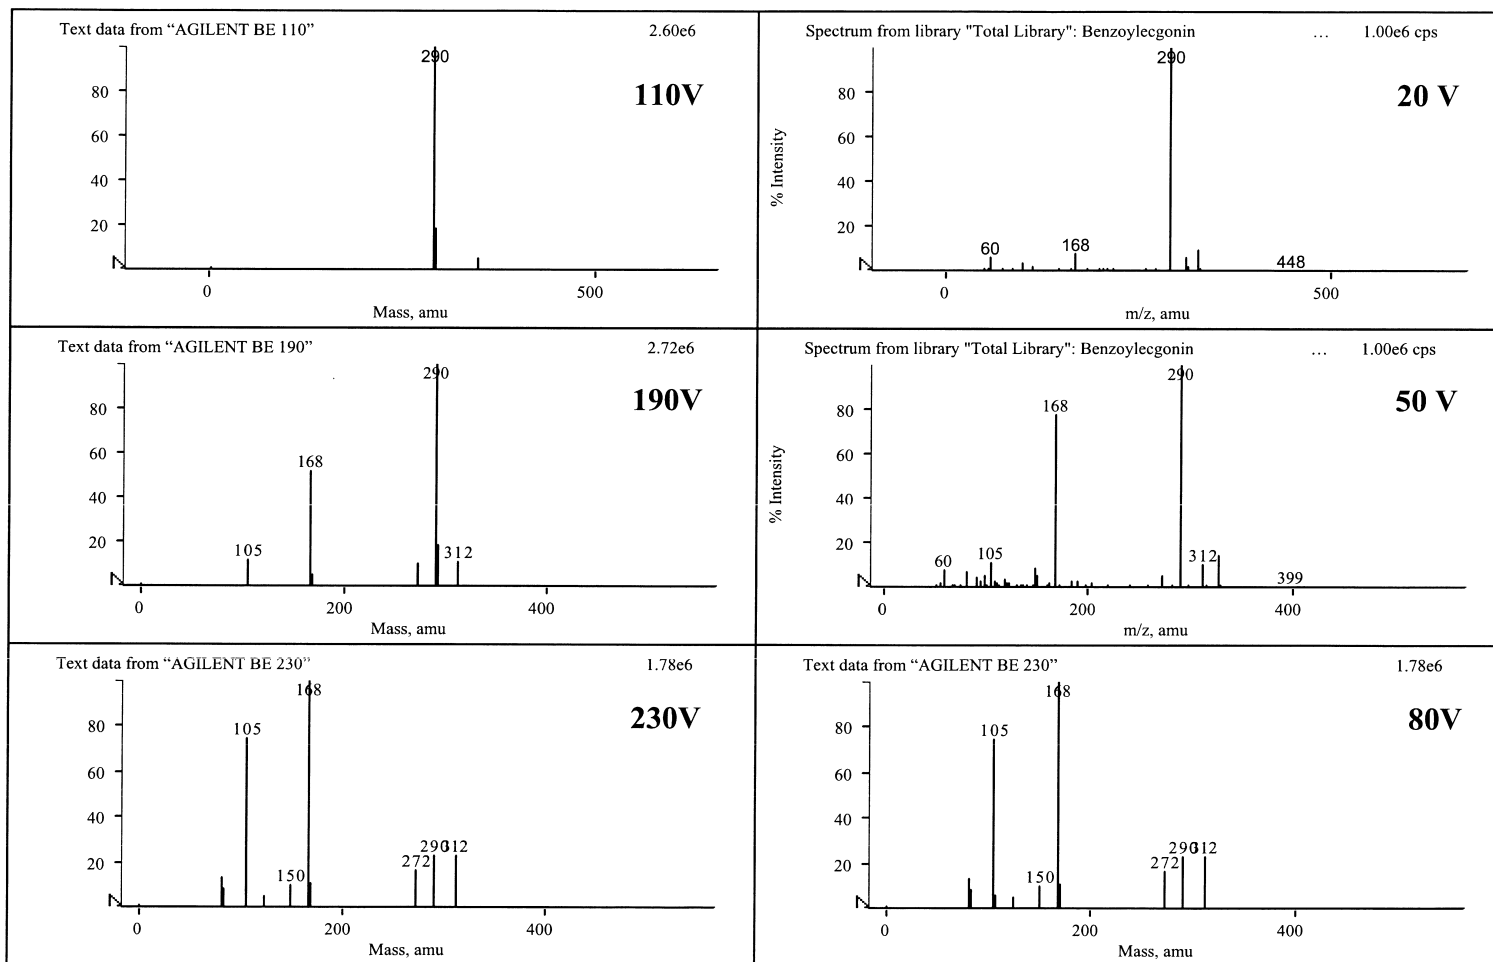 Text data from “AGILENT BE 110” 2.60e6
290
110V
80
60
40
20
0 500
Mass, amu
Spectrum from library "Total Library": Benzoylecgonin ... 1.00e6 cps
290
20 V
80
60
% Intensity
40
20
60 168 448
0 500
m/z, amu
Text data from “AGILENT BE 190” 2.72e6
290
190V
80
60
168
40
20
105 312
0 200 400
Mass, amu
Spectrum from library "Total Library": Benzoylecgonin ... 1.00e6 cps
290
50 V
168
80
60
% Intensity
40
20
60 105 312 399
0 200 400
m/z, amu
Text data from “AGILENT BE 230” 1.78e6
168
230V
105
80
60
40
20
150 272 290 312
0 200 400
Mass, amu
Text data from “AGILENT BE 230” 1.78e6
168
80V
105
80
60
40
20
150 272 290 312
0 200 400
Mass, amu